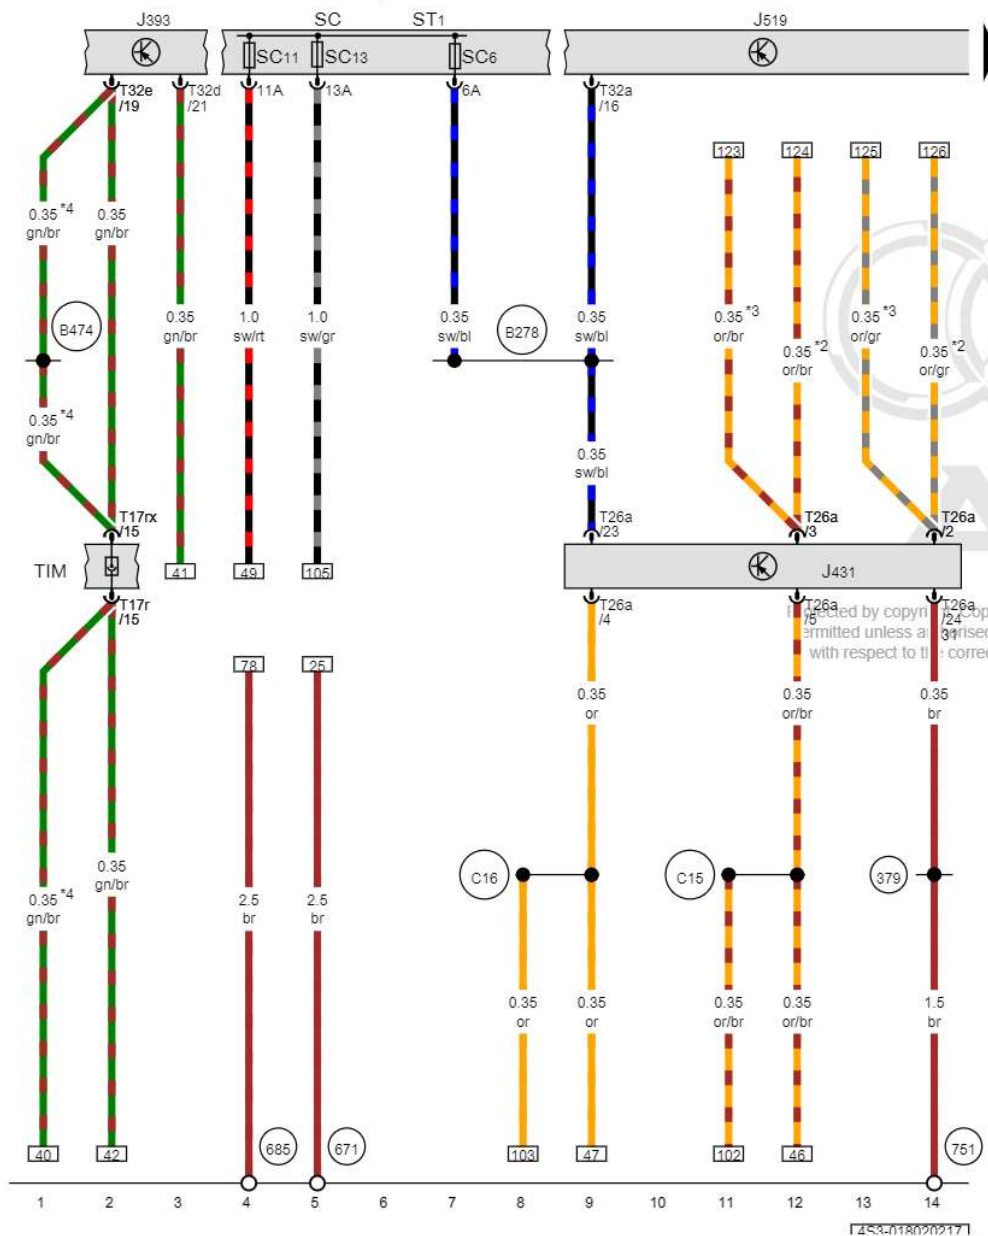 J393 SC ST1 J519
SC11 SC13 SC6
T32e
/19
T32d
/21
11A 13A 6A
T32a
/16
123 124 125 126
0.35 *4
gn/br
0.35
gn/br
B474
0.35
gn/br
1.0
sw/rt
1.0
sw/gr
0.35
sw/bl
B278
0.35
sw/bl
0.35 *3
or/br
0.35 *2
or/br
0.35 *3
or/gr
0.35 *2
or/gr
0.35 *4
gn/br
0.35
sw/bl
T17rx
/15
T26a
/23
T26a
/3
T26a
/2
TIM 41 49 105 J431
T17r
/15
T26a
/4
T26a
/5
T26a
/24
31
by
permitted unless
with respect to
78 25
0.35
or
0.35
or/br
0.35
br
C16 C15 379
0.35 *4
gn/br
0.35
gn/br
2.5
br
2.5
br
0.35
or
0.35
or
0.35
or/br
0.35
or/br
1.5
br
40 42 685 671 103 47 102 46 751
1 2 3 4 5 6 7 8 9 10 11 12 13 14
4S3-018020217